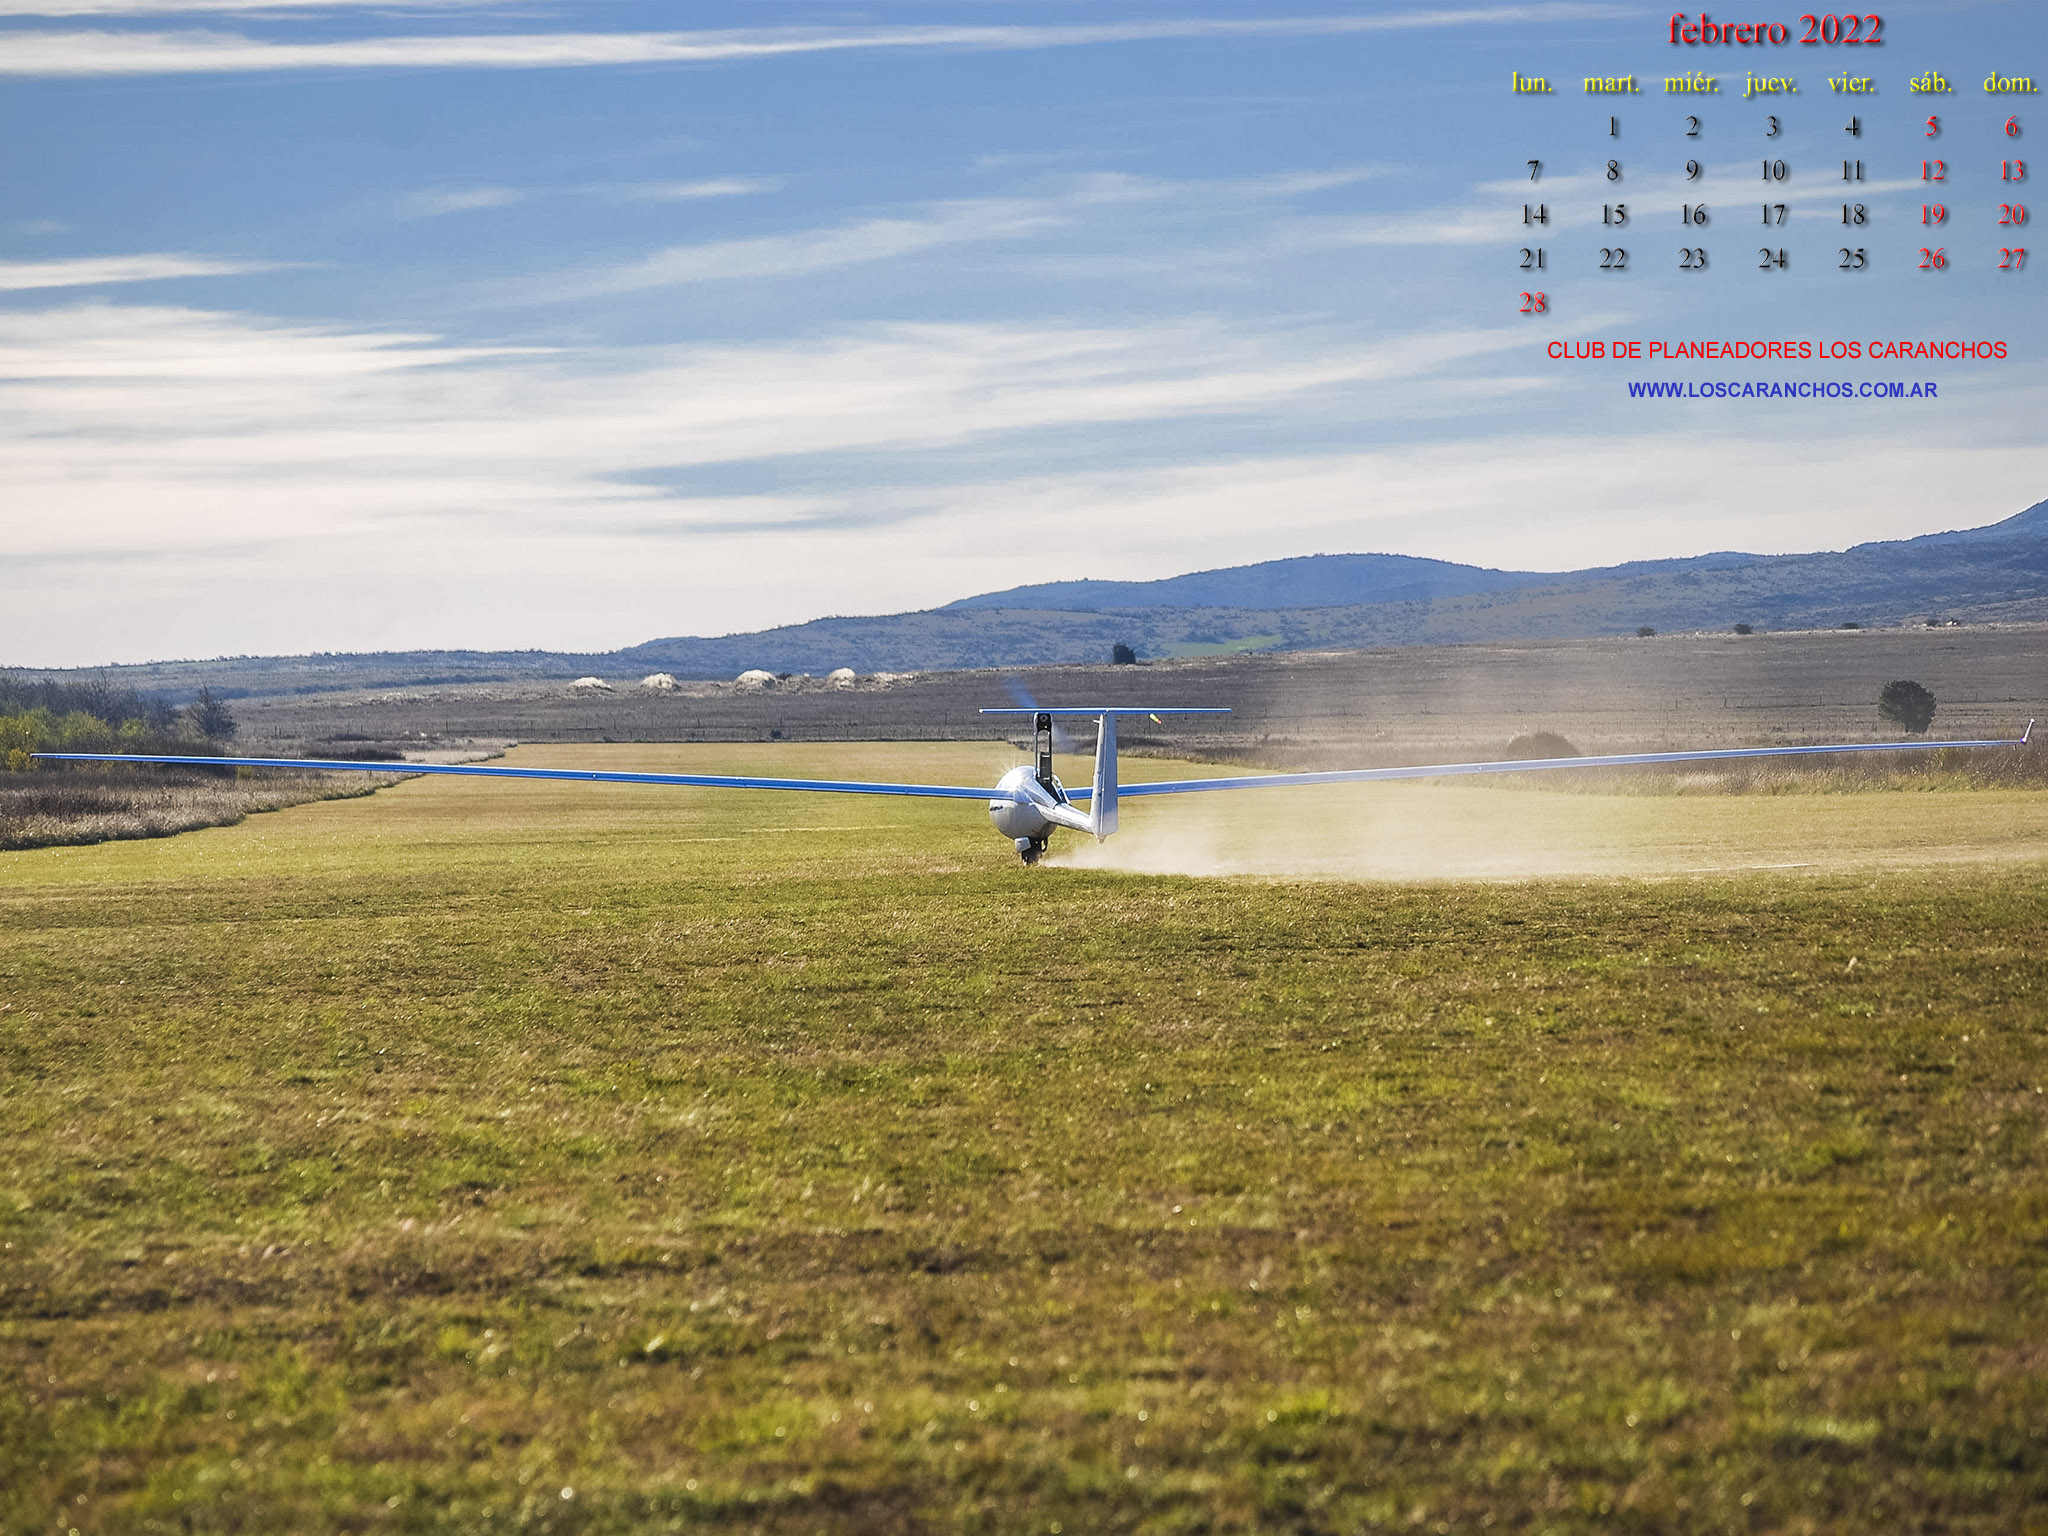 febrero 2022
lun. mart. miér. juev. vier. sáb. dom.
1 2 3 4 5 6
7 8 9 10 11 12 13
14 15 16 17 18 19 20
21 22 23 24 25 26 27
28
CLUB DE PLANEADORES LOS CARANCHOS
WWW.LOSCARANCHOS.COM.AR